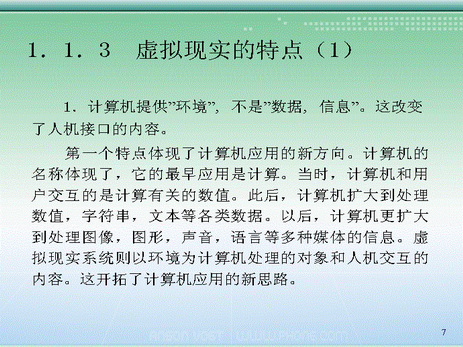 1．1．3 虚拟现实的特点（1）
1．计算机提供”环境”，不是”数据，信息”。这改变
了人机接口的内容。
第一个特点体现了计算机应用的新方向。计算机的
名称体现了，它的最早应用是计算。当时，计算机和用
户交互的是计算有关的数值。此后，计算机扩大到处理
数值，字符串，文本等各类数据。以后，计算机更扩大
到处理图像，图形，声音，语言等多种媒体的信息。虚
拟现实系统则以环境为计算机处理的对象和人机交互的
内容。这开拓了计算机应用的新思路。
7